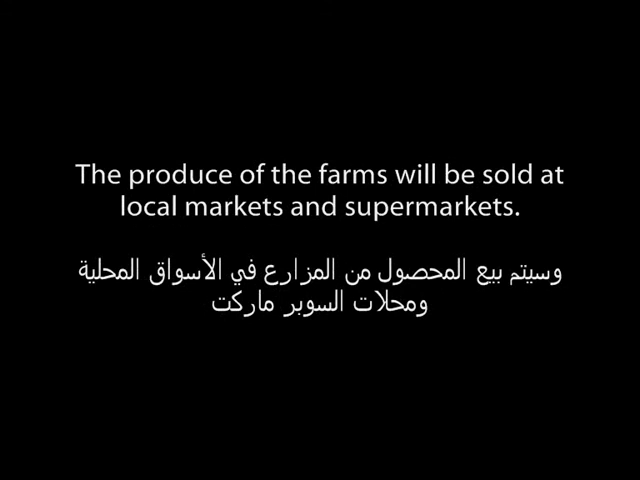 The produce of the farms will be sold at
local markets and supermarkets.
وسيتم بيع المحصول من المزارع في الأسواق المحلية
ومحلات السوبر ماركت